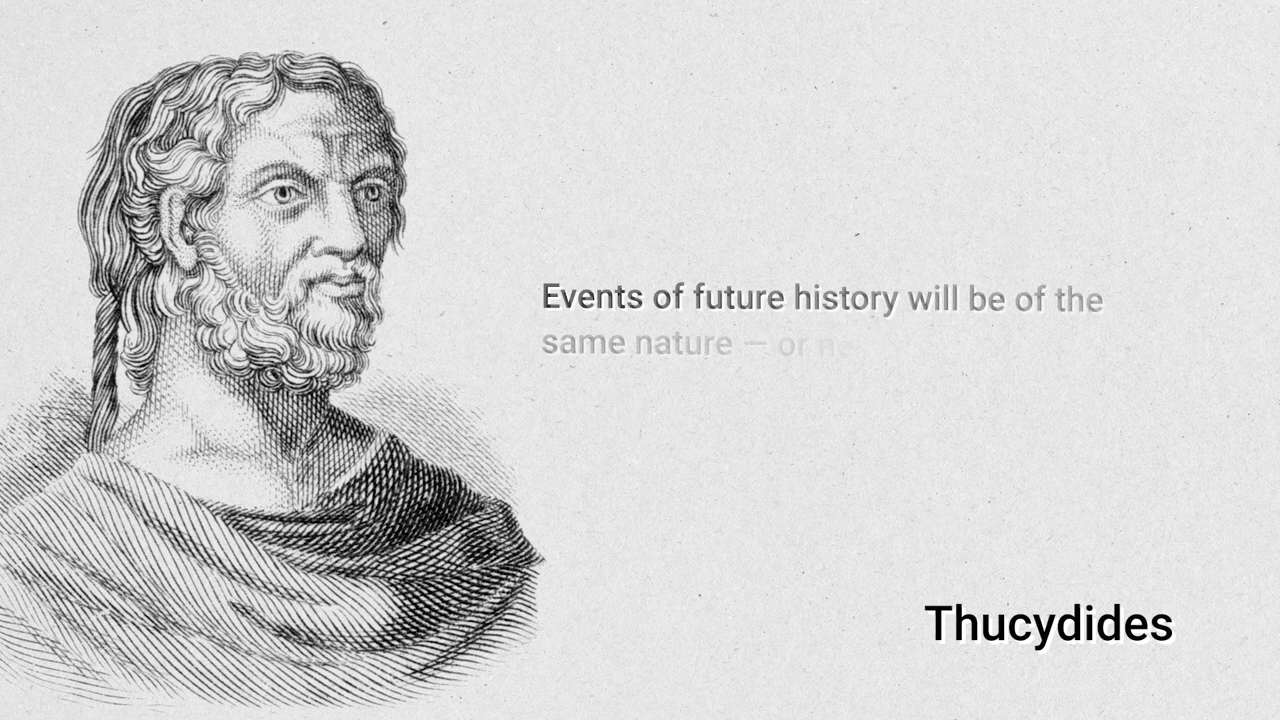 Events of future history will be of the
same nature — or
Thucydides